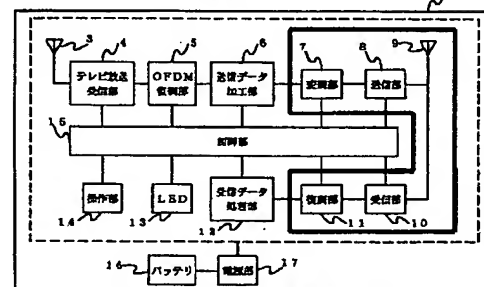 3
4
5
6
7
8
9
テレビ放送
受信部
OFDM
復調部
送信データ
加工部
変調部
送信部
15
制御部
操作部
LED
受信データ
処理部
復調部
受信部
14
13
12
11
10
バッテリ
電源部
16
17